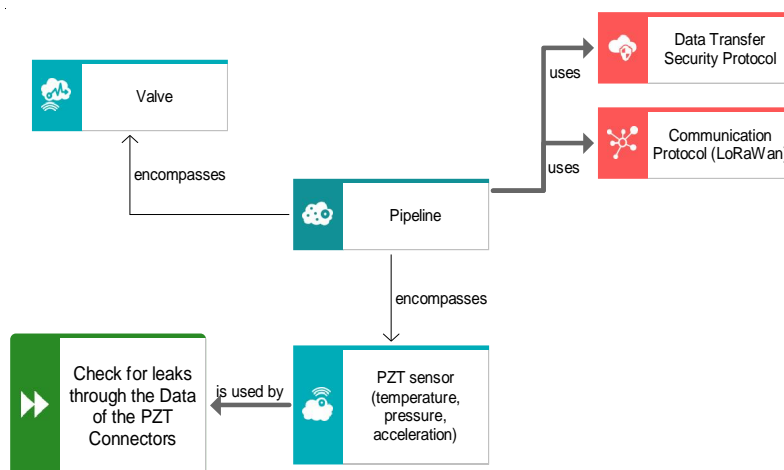 Data Transfer
Security Protocol
uses
Valve
Communication
Protocol (LoRaWan)
uses
encompasses
Pipeline
encompasses
Check for leaks
through the Data
of the PZT
Connectors
is used by
PZT sensor
(temperature,
pressure,
acceleration)